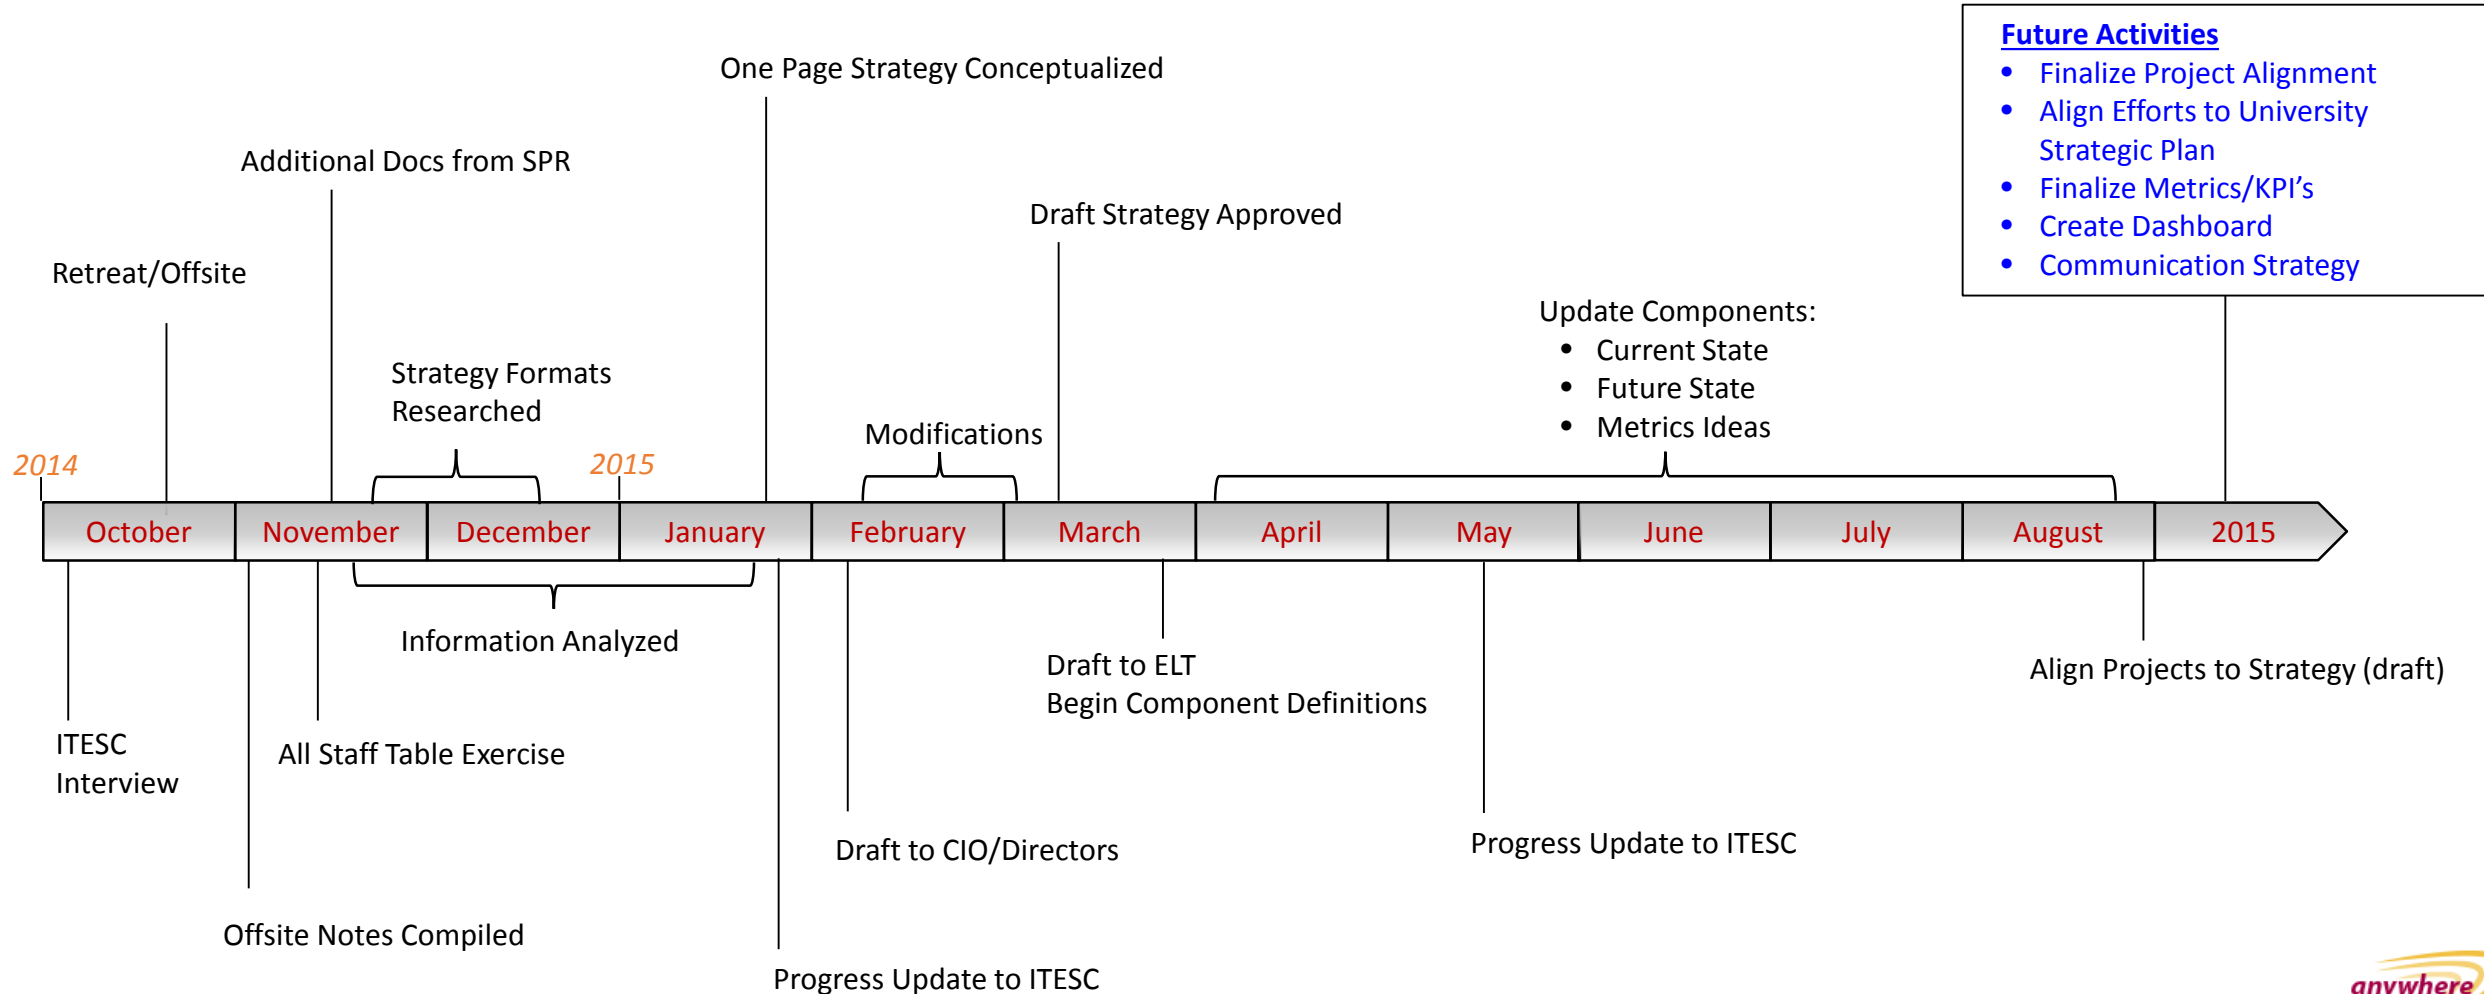 Future Activities
• Finalize Project Alignment
• Align Efforts to University
Strategic Plan
• Finalize Metrics/KPI's
• Create Dashboard
• Communication Strategy
One Page Strategy Conceptualized
Additional Docs from SPR
Draft Strategy Approved
Retreat/Offsite
Update Components:
• Current State
• Future State
• Metrics Ideas
Strategy Formats
Researched
Modifications
2014
2015
October
November
December
January
February
March
April
May
June
July
August
2015
Information Analyzed
Draft to ELT
Begin Component Definitions
Align Projects to Strategy (draft)
ITESC
Interview
All Staff Table Exercise
Draft to CIO/Directors
Progress Update to ITESC
Offsite Notes Compiled
Progress Update to ITESC
anywhere